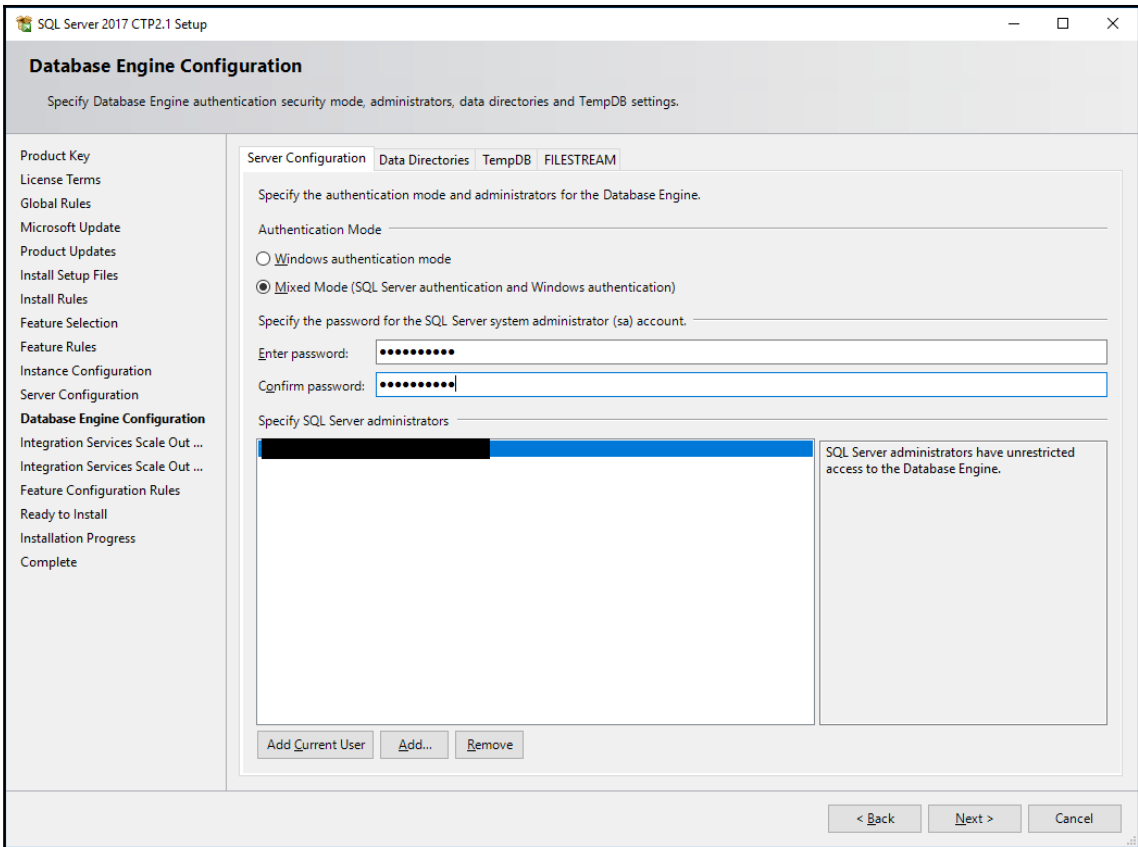 SQL Server 2017 CTP2.1 Setup
Database Engine Configuration
Specify Database Engine authentication security mode, administrators, data directories and TempDB settings.
Product Key
License Terms
Global Rules
Microsoft Update
Product Updates
Install Setup Files
Install Rules
Feature Selection
Feature Rules
Instance Configuration
Server Configuration
Database Engine Configuration
Integration Services Scale Out ...
Integration Services Scale Out ...
Feature Configuration Rules
Ready to Install
Installation Progress
Complete
Server Configuration Data Directories TempDB FILESTREAM
Specify the authentication mode and administrators for the Database Engine.
Authentication Mode
Windows authentication mode
Mixed Mode (SQL Server authentication and Windows authentication)
Specify the password for the SQL Server system administrator (sa) account.
Enter password: ●●●●●●●●●●
Confirm password: ●●●●●●●●●●
Specify SQL Server administrators
SQL Server administrators have unrestricted
access to the Database Engine.
Add Current User Add... Remove
< Back Next > Cancel